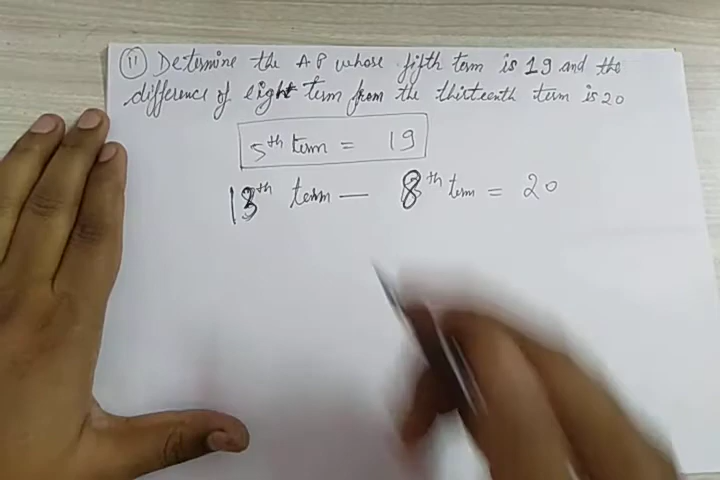 (ii) Determine the AP whose fifth term is 19 and the
difference of eight term from the thirteenth term is 20
5th term = 19
13th term — 8th term = 20